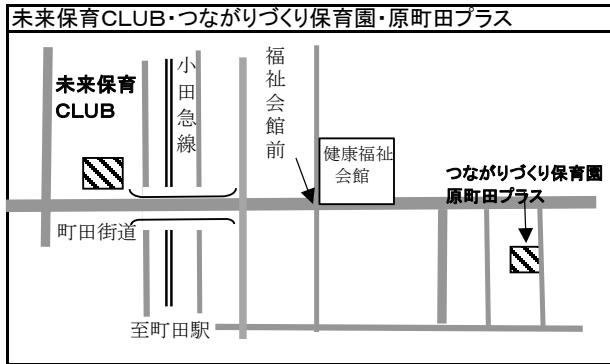 未来保育CLUB・つながりづくり保育園・原町田プラス
未来保育
CLUB
小田急線
福祉会館前
健康福祉
会館
つながりづくり保育園
原町田プラス
町田街道
至町田駅